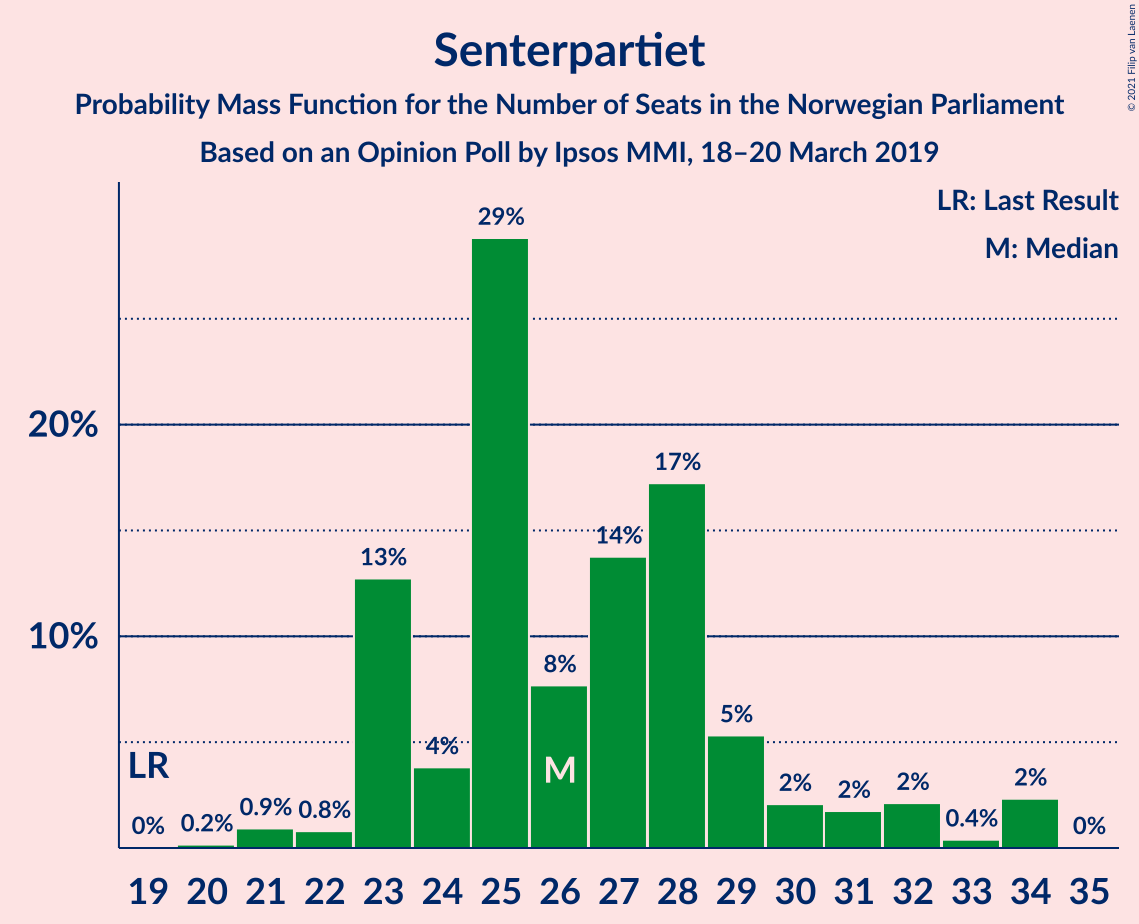 Senterpartiet
Probability Mass Function for the Number of Seats in the Norwegian Parliament
Based on an Opinion Poll by Ipsos MMI, 18–20 March 2019
© 2021 Filip van Laenen
LR: Last Result
M: Median
20%
10%
LR
0%
0.2%
0.9%
0.8%
13%
4%
29%
8%
M
14%
17%
5%
2%
2%
2%
0.4%
2%
0%
19 20 21 22 23 24 25 26 27 28 29 30 31 32 33 34 35